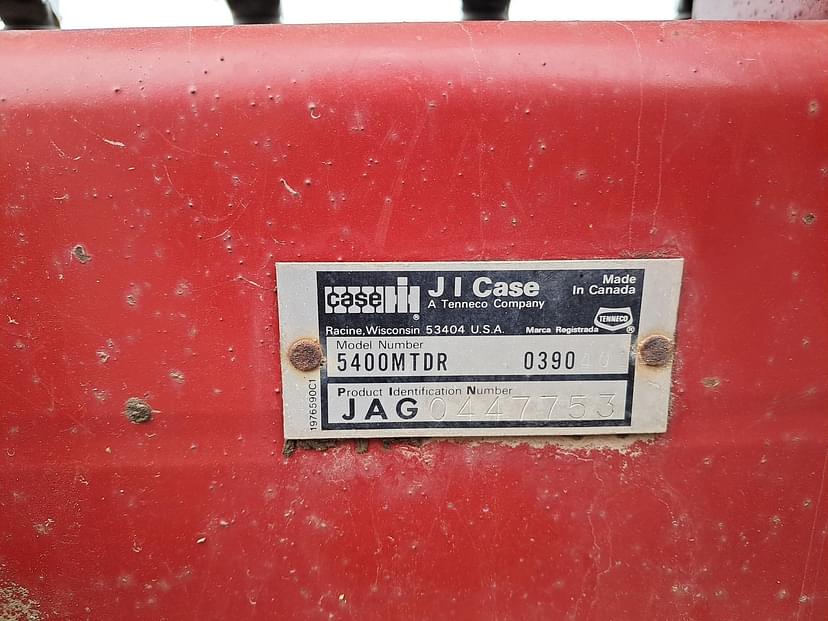 case IH ®
J I Case
A Tenneco Company
Made
In Canada
TENNECO ®
Racine, Wisconsin 53404 U.S.A. Marca Registrada
Model Number
5400MTDR 0390
Product Identification Number
JAG0447753
1976590C1